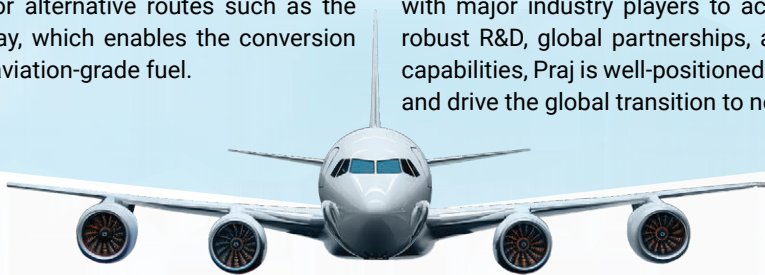 or alternative routes such as the
ay, which enables the conversion
aviation-grade fuel.
with major industry players to ac
robust R&D, global partnerships, a
capabilities, Praj is well-positioned
and drive the global transition to n